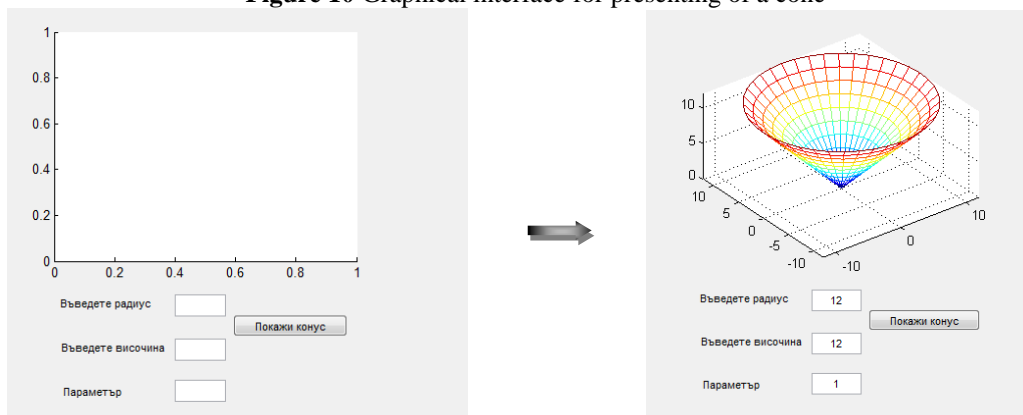 Figure 10 Graphical interface for presenting of a cone
1
0.8
0.6
0.4
0.2
0
0 0.2 0.4 0.6 0.8 1
Въведете радиус
Покажи конус
Въведете височина
Параметър
10
5
0
10
5
0
-5
-10
-10
0
10
Въведете радиус 12
Покажи конус
Въведете височина 12
Параметър 1